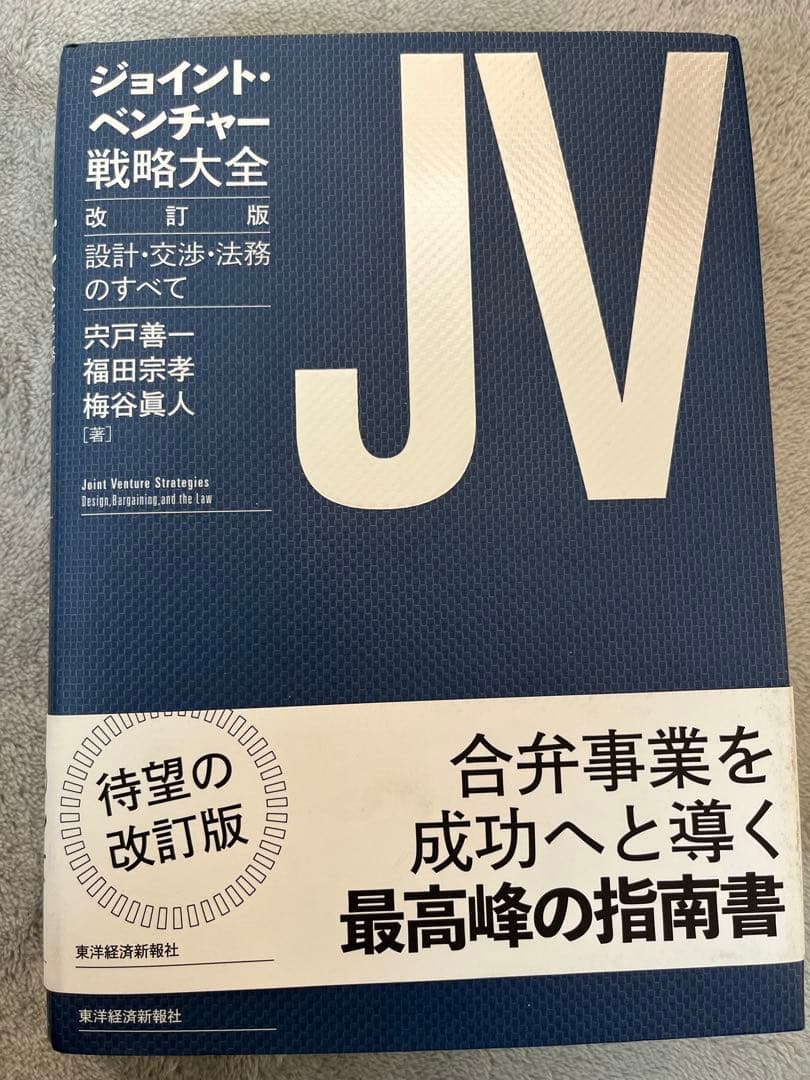 ジョイント・
ベンチャー
戦略大全
改訂版
設計・交渉・法務
のすべて
宍戸善一
福田宗孝
梅谷眞人
[著]
Joint Venture Strategies
Design,Bargaining,and the Law
JV
待望の
改訂版
合弁事業を
成功へと導く
最高峰の指南書
東洋経済新報社
東洋経済新報社